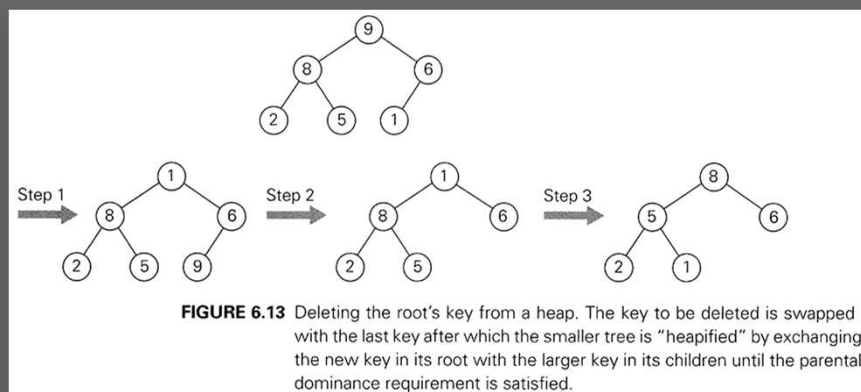 9
8 6
2 5 1
Step 1 1 Step 2 1 Step 3 8
8 6 8 6 5 6
2 5 9 2 5 2 1
FIGURE 6.13 Deleting the root's key from a heap. The key to be deleted is swapped
with the last key after which the smaller tree is "heapified" by exchanging
the new key in its root with the larger key in its children until the parental
dominance requirement is satisfied.